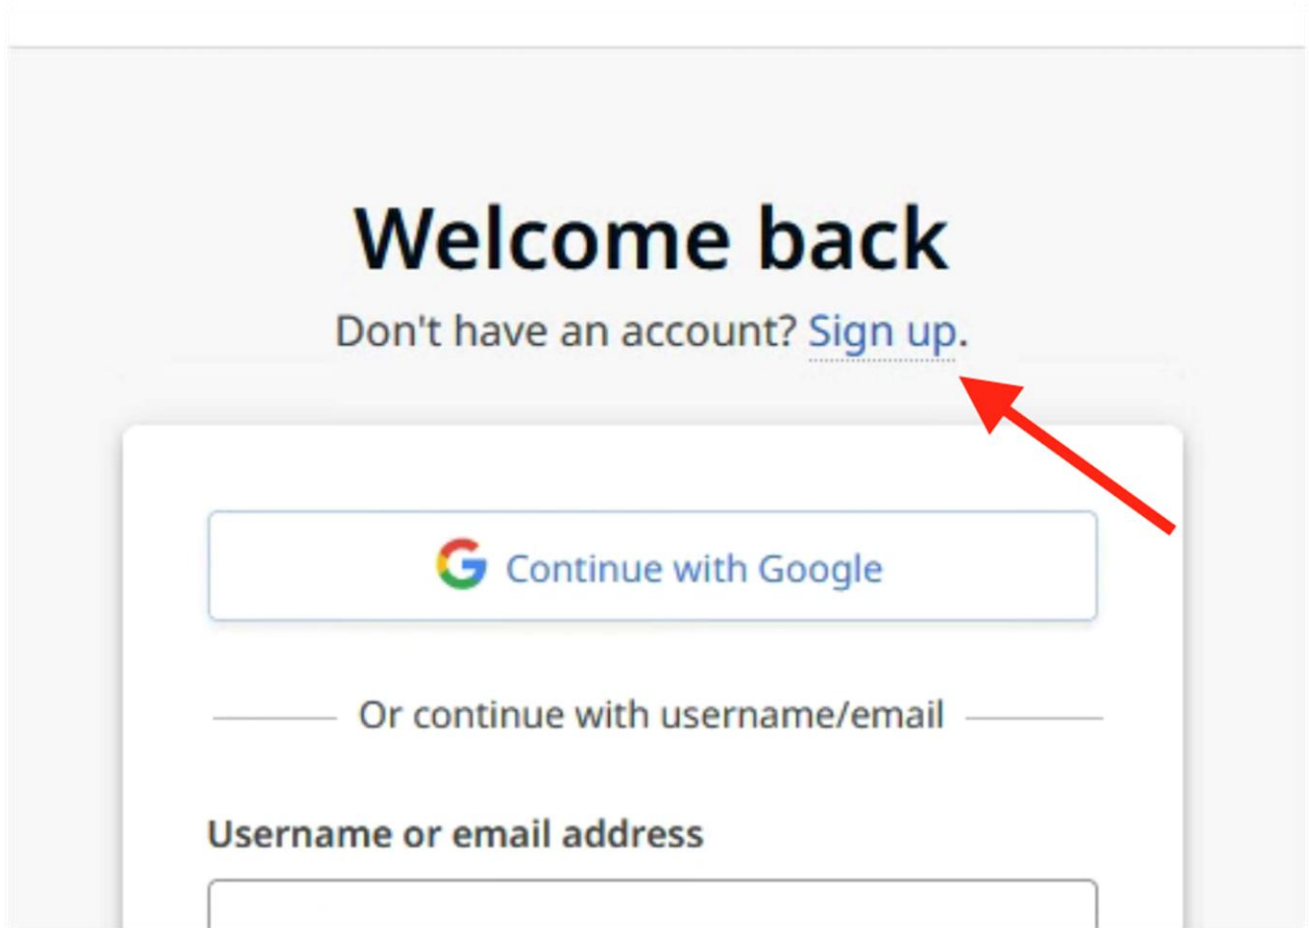 Welcome back
Don't have an account? Sign up.
Continue with Google
Or continue with username/email
Username or email address